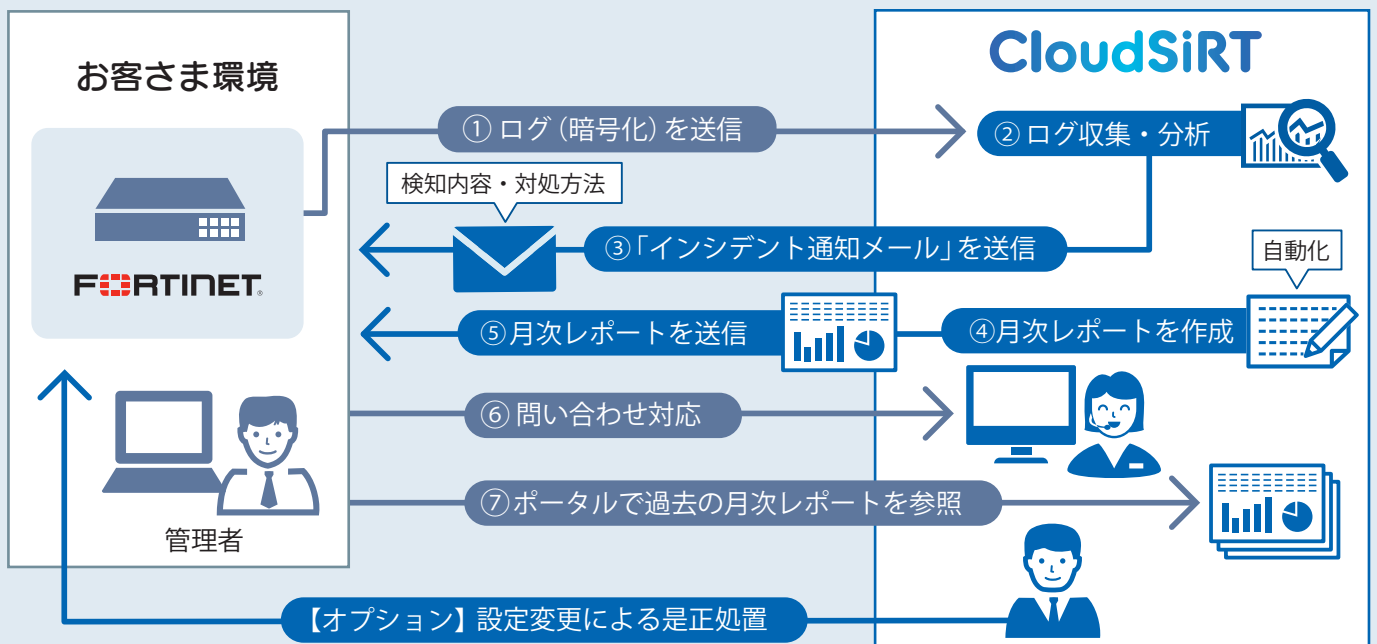 お客さま環境
CloudSiRT
① ログ（暗号化）を送信
② ログ収集・分析
検知内容・対処方法
③「インシデント通知メール」を送信
FORTINET®
自動化
④月次レポートを作成
⑤月次レポートを送信
⑥問い合わせ対応
⑦ポータルで過去の月次レポートを参照
管理者
【オプション】設定変更による是正処置